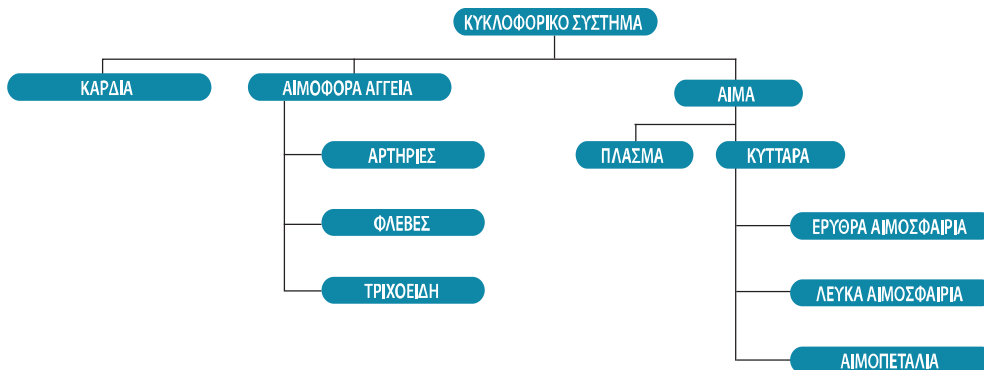 ΚΥΚΛΟΦΟΡΙΚΟ ΣΥΣΤΗΜΑ
ΚΑΡΔΙΑ
ΑΙΜΟΦΟΡΑ ΑΓΓΕΙΑ
ΑΙΜΑ
ΑΡΤΗΡΙΕΣ
ΠΛΑΣΜΑ
ΚΥΤΤΑΡΑ
ΦΛΕΒΕΣ
ΕΡΥΘΡΑ ΑΙΜΟΣΦΑΙΡΙΑ
ΤΡΙΧΟΕΙΔΗ
ΛΕΥΚΑ ΑΙΜΟΣΦΑΙΡΙΑ
ΑΙΜΟΠΕΤΑΛΙΑ